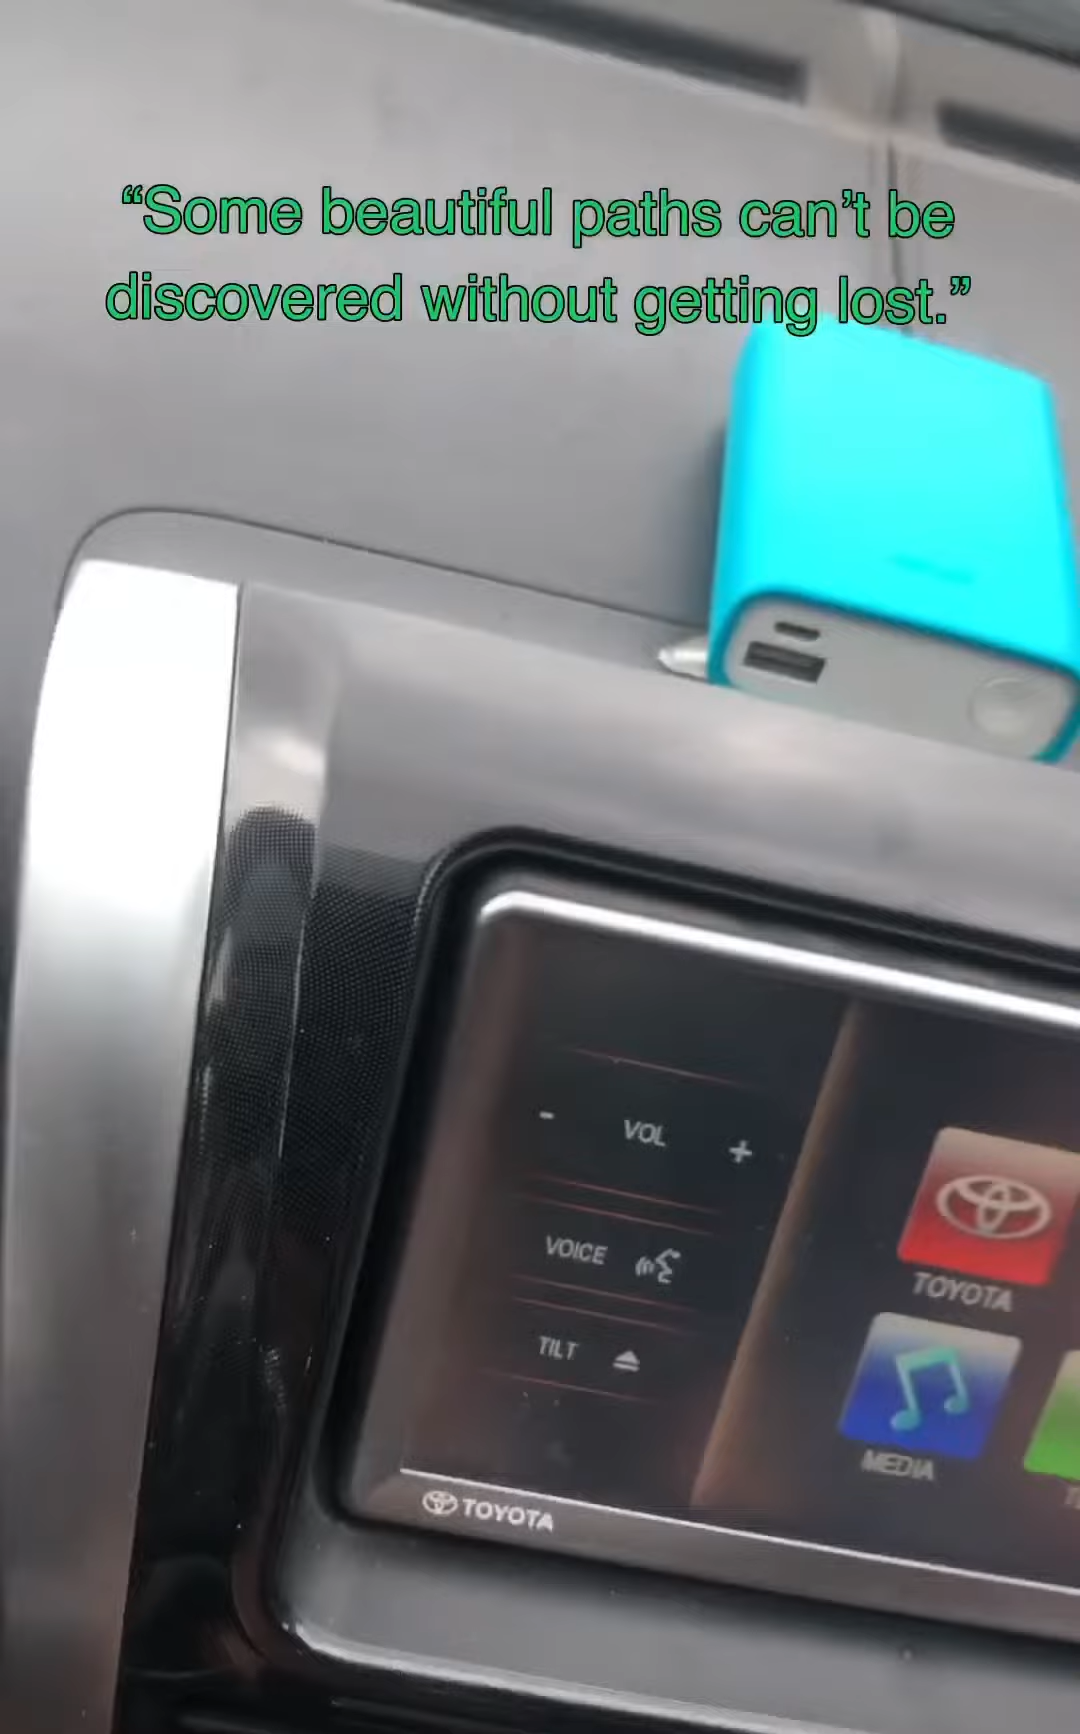 “Some beautiful paths can’t be
discovered without getting lost.”
- VOL +
VOICE
TILT
TOYOTA
MEDIA
TOYOTA